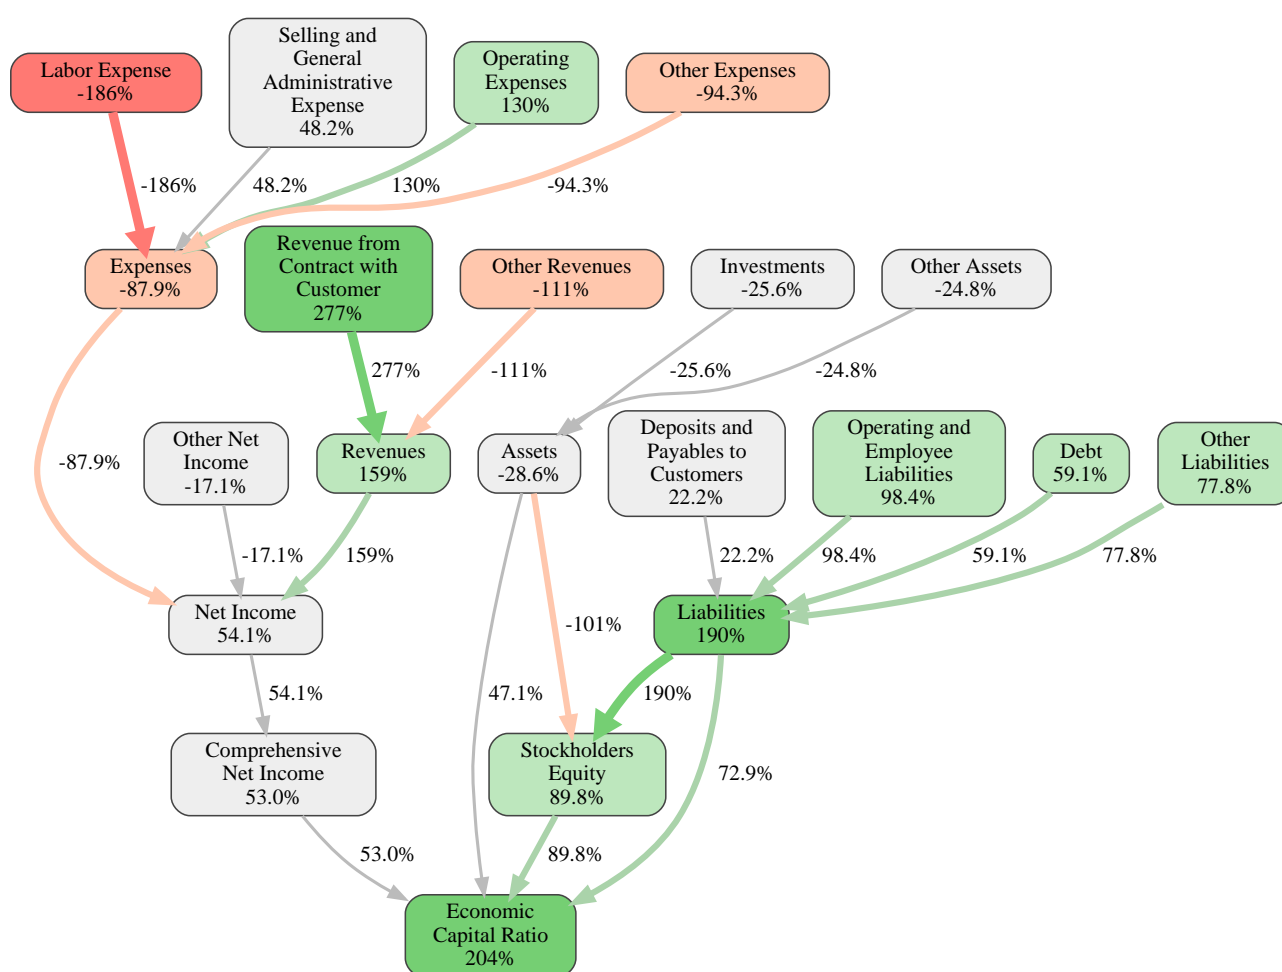 Labor Expense
-186%
Selling and
General
Administrative
Expense
48.2%
Operating
Expenses
130%
Other Expenses
-94.3%
-186%
48.2%
130%
-94.3%
Expenses
-87.9%
Revenue from
Contract with
Customer
277%
Other Revenues
-111%
Investments
-25.6%
Other Assets
-24.8%
277%
-111%
-25.6%
-24.8%
-87.9%
Other Net
Income
-17.1%
Revenues
159%
Assets
-28.6%
Deposits and
Payables to
Customers
22.2%
Operating and
Employee
Liabilities
98.4%
Debt
59.1%
Other
Liabilities
77.8%
-17.1%
159%
22.2%
98.4%
59.1%
77.8%
Net Income
54.1%
-101%
Liabilities
190%
54.1%
47.1%
190%
Comprehensive
Net Income
53.0%
Stockholders
Equity
89.8%
72.9%
53.0%
89.8%
Economic
Capital Ratio
204%